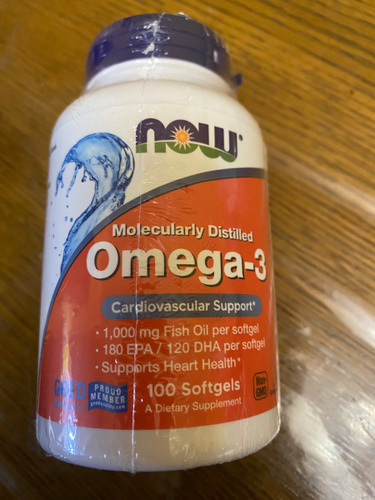 now®
Molecularly Distilled
Omega-3
Cardiovascular Support*
• 1,000 mg Fish Oil per softgel
• 180 EPA / 120 DHA per softgel
• Supports Heart Health*
GOED
PROUD
MEMBER
100 Softgels
A Dietary Supplement
Non
GMO